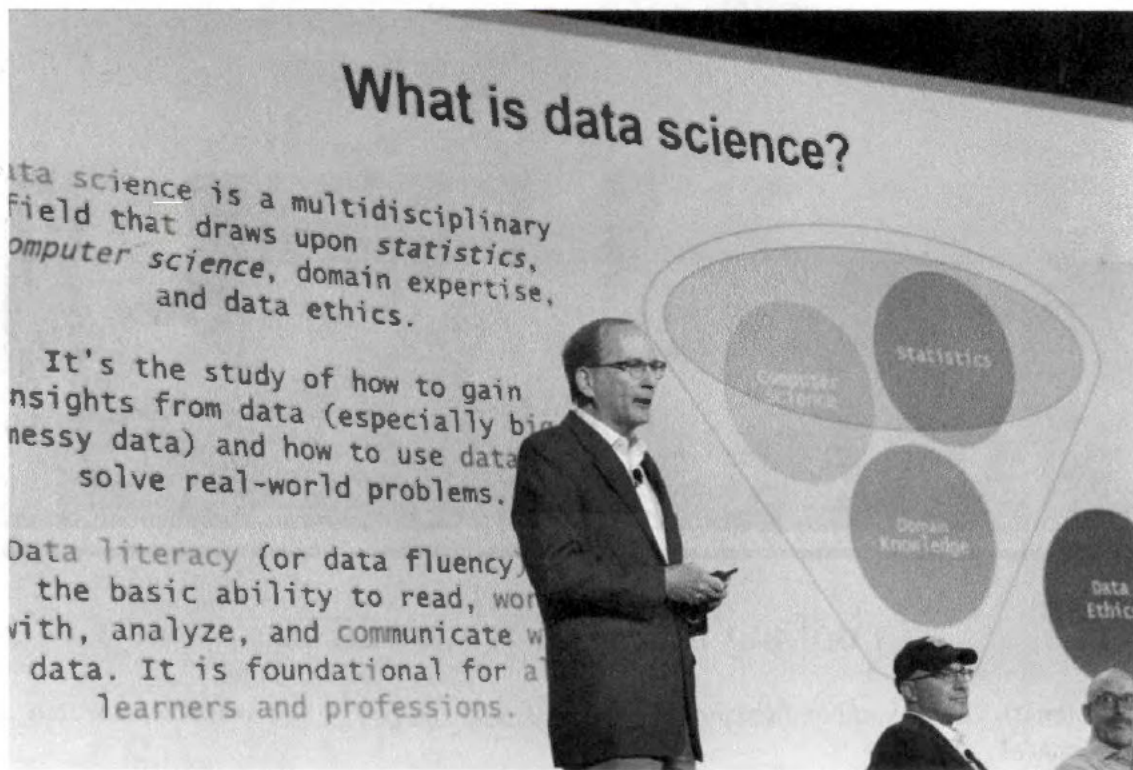 What is data science?
ata science is a multidisciplinary
field that draws upon statistics,
omputer science, domain expertise,
and data ethics.
It's the study of how to gain
nsights from data (especially big
messy data) and how to use data
solve real-world problems.
Data literacy (or data fluency)
the basic ability to read, wor
with, analyze, and communicate w
data. It is foundational for al
learners and professions.
statistics
Computer
Science
Domain
Knowledge
Data
Ethic